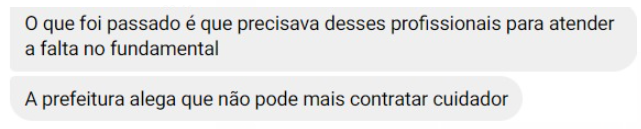 O que foi passado é que precisava desses profissionais para atender
a falta no fundamental
A prefeitura alega que não pode mais contratar cuidador